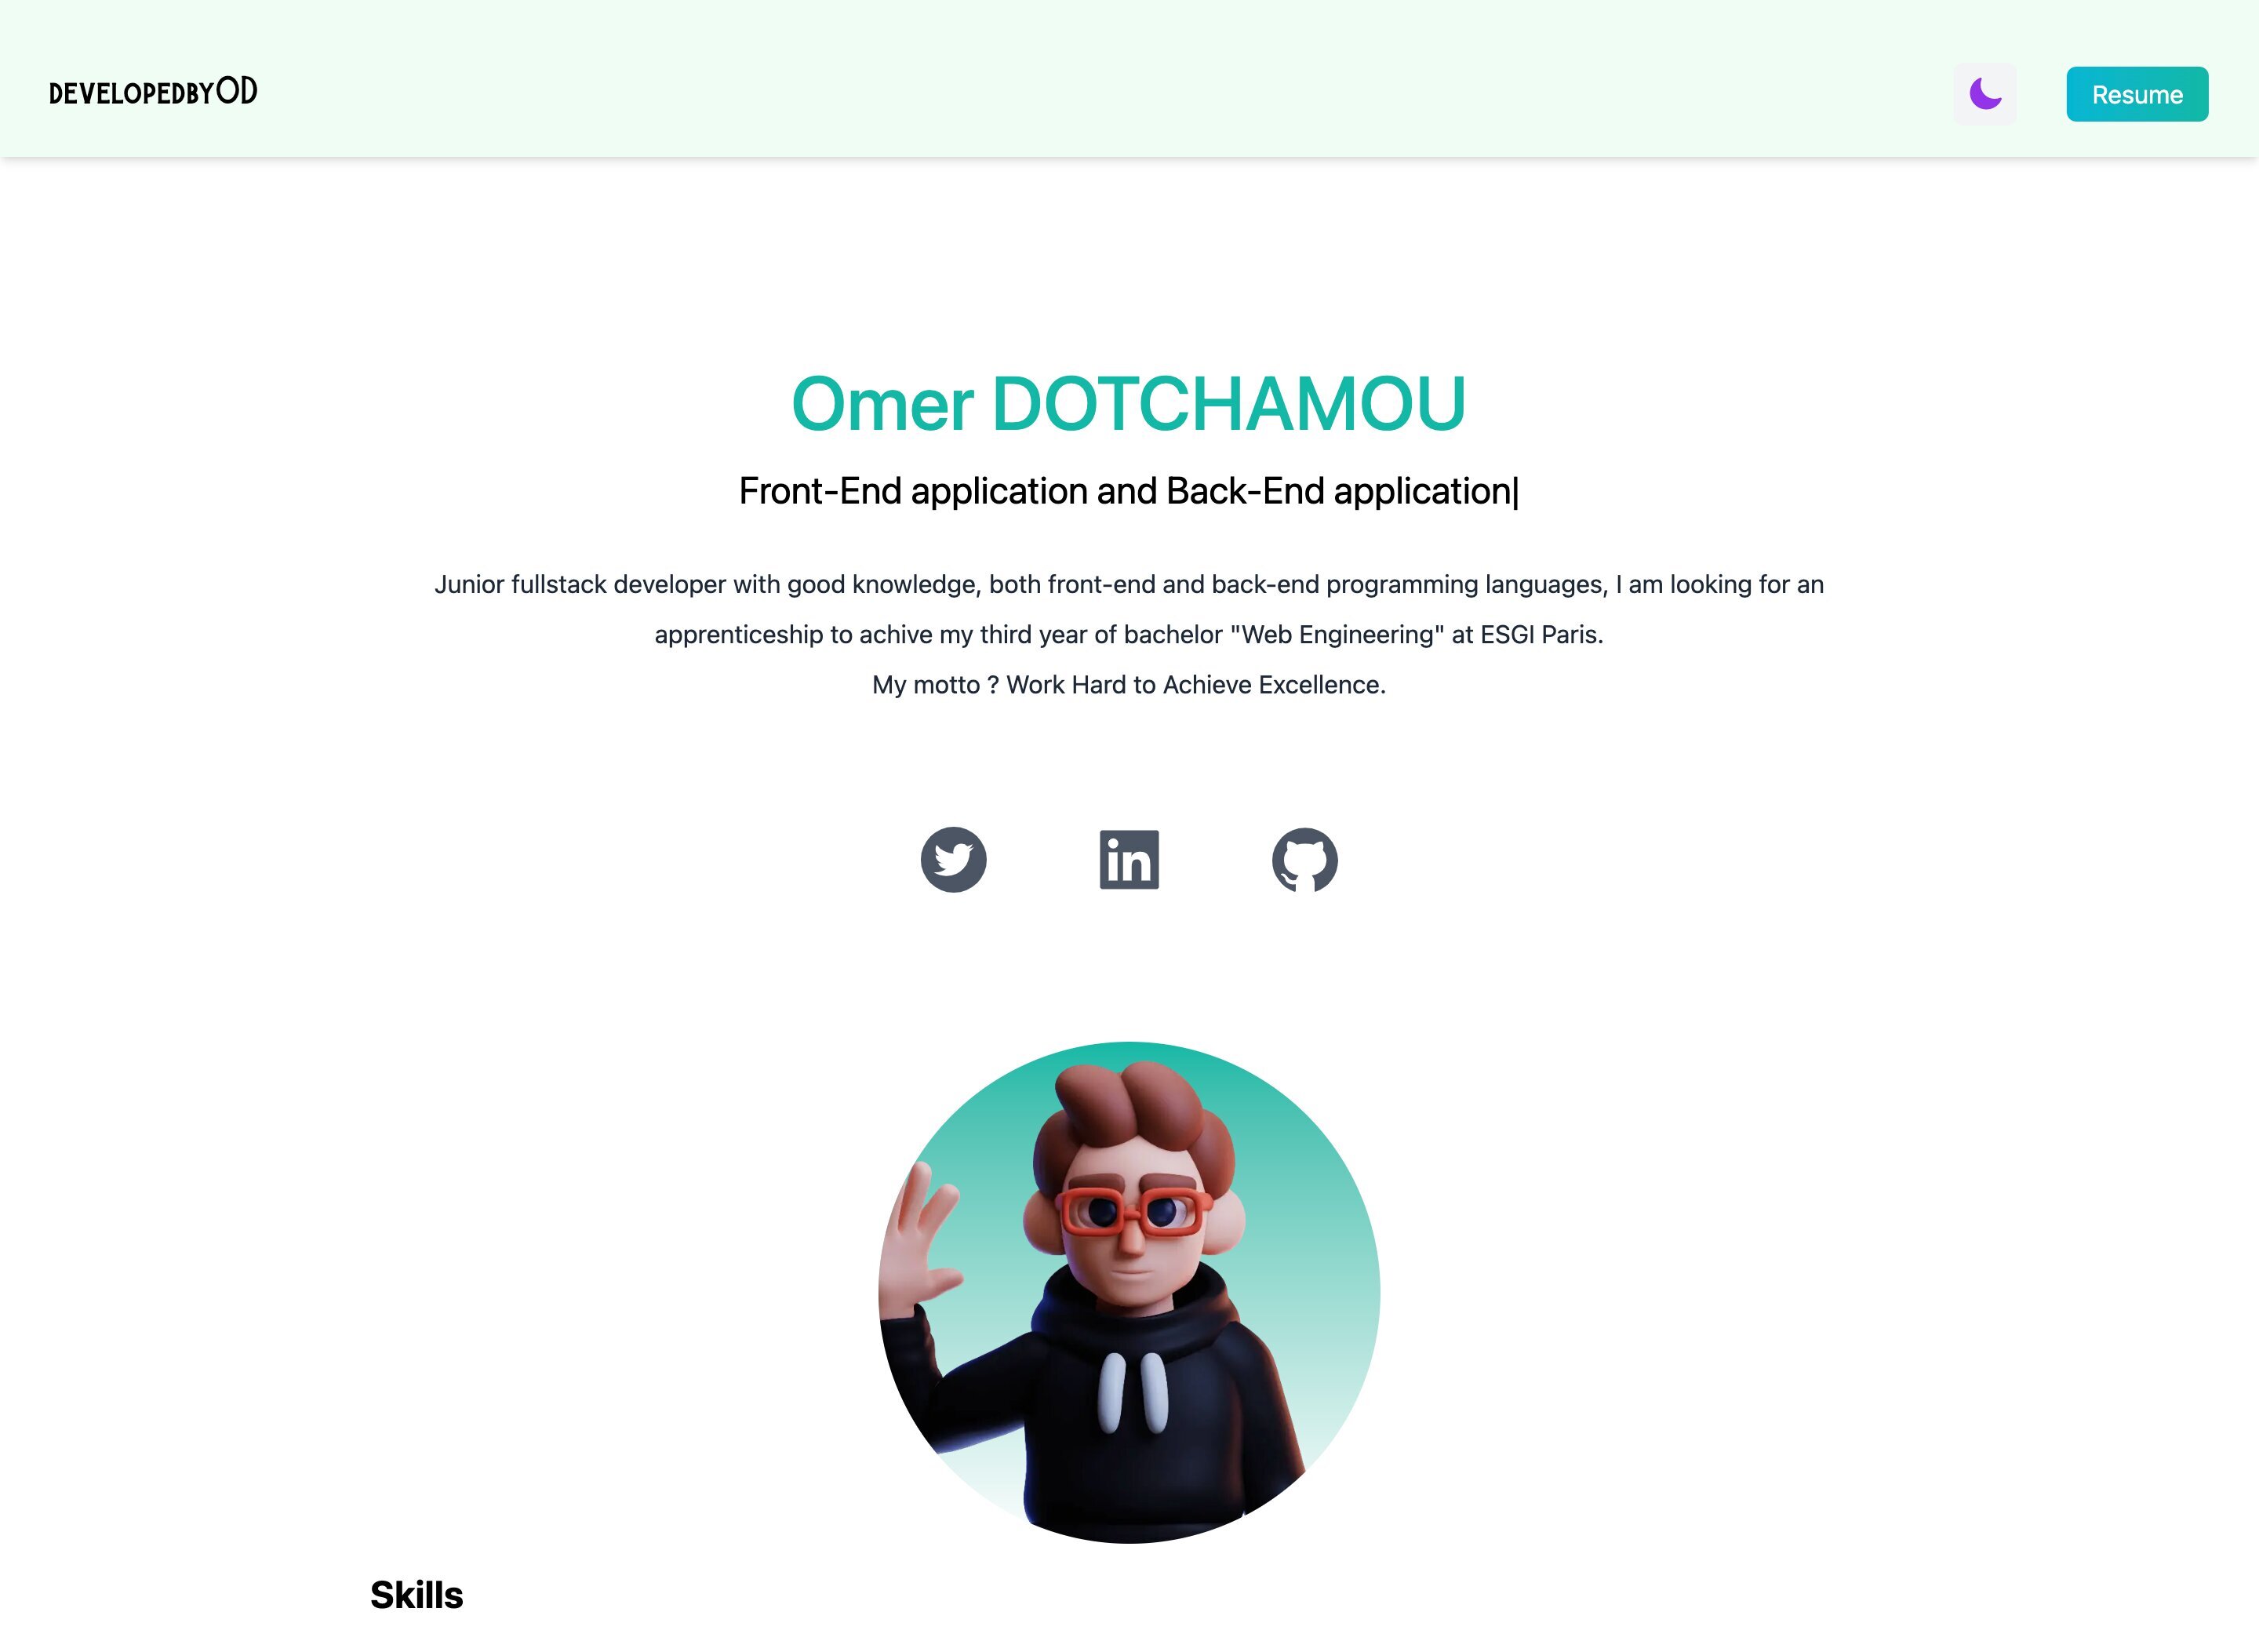 DEVELOPEDBYOD
Resume
Omer DOTCHAMOU
Front-End application and Back-End application|
Junior fullstack developer with good knowledge, both front-end and back-end programming languages, I am looking for an
apprenticeship to achive my third year of bachelor "Web Engineering" at ESGI Paris.
My motto ? Work Hard to Achieve Excellence.
in
Skills